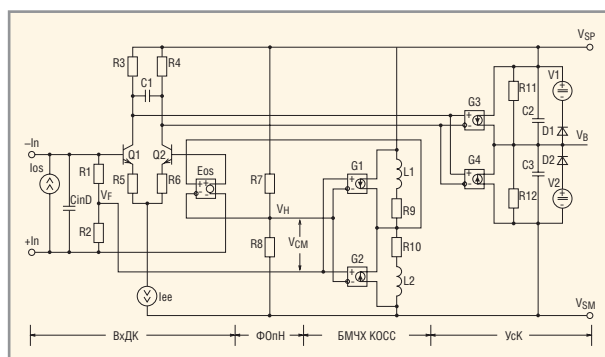 VSP
R3
R4
C1
G3
R11
V1
C2
D1
–In
Q1
Q2
G1
L1
VB
Ios
R1
R5
R6
Eos
R7
G4
C3
D2
CinD
VF
VH
R9
R12
V2
R2
R8
VCM
R10
+In
G2
L2
Iee
VSM
ВхДК
ФОпН
БМЧХ КОСС
УсК